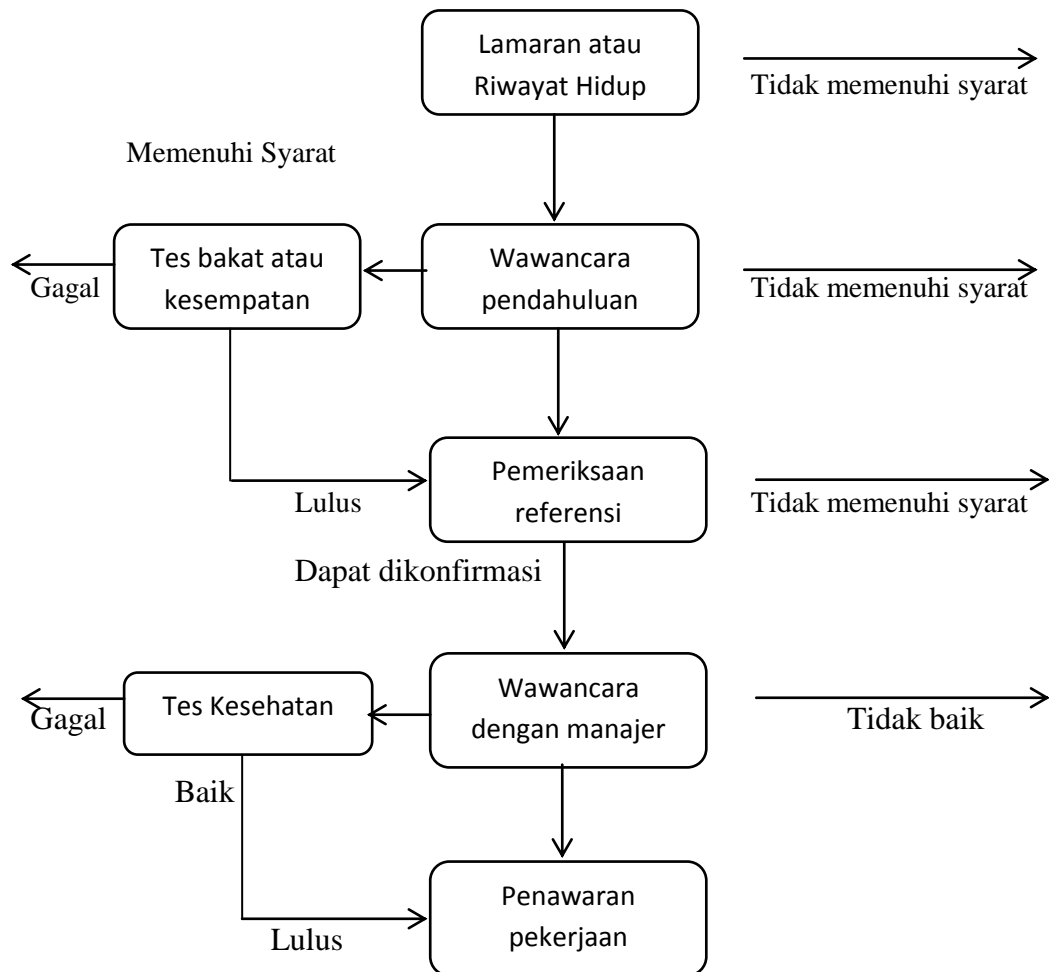 Lamaran atau
Riwayat Hidup
Tidak memenuhi syarat
Memenuhi Syarat
Gagal
Tes bakat atau
kesempatan
Wawancara
pendahuluan
Tidak memenuhi syarat
Lulus
Pemeriksaan
referensi
Tidak memenuhi syarat
Dapat dikonfirmasi
Gagal
Tes Kesehatan
Wawancara
dengan manajer
Tidak baik
Baik
Lulus
Penawaran
pekerjaan